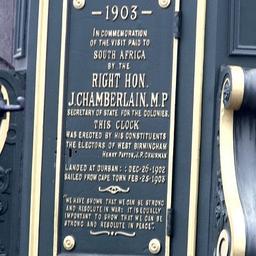 -1903-
IN COMMEMORATION
OF THE VISIT PAID TO
SOUTH AFRICA
BY THE
RIGHT HON.
J.CHAMBERLAIN, M.P
SECRETARY OF STATE FOR THE COLONIES.
THIS CLOCK
WAS ERECTED BY HIS CONSTITUENTS
THE ELECTORS OF WEST BIRMINGHAM
HENRY PAYTON, J.P. CHAIRMAN
LANDED AT DURBAN : : DEC-26-1902
SAILED FROM CAPE TOWN FEB-25-1903
"WE HAVE SHOWN THAT WE CAN BE STRONG
AND RESOLUTE IN WAR: IT IS EQUALLY
IMPORTANT TO SHOW THAT WE CAN BE
STRONG AND RESOLUTE IN PEACE".